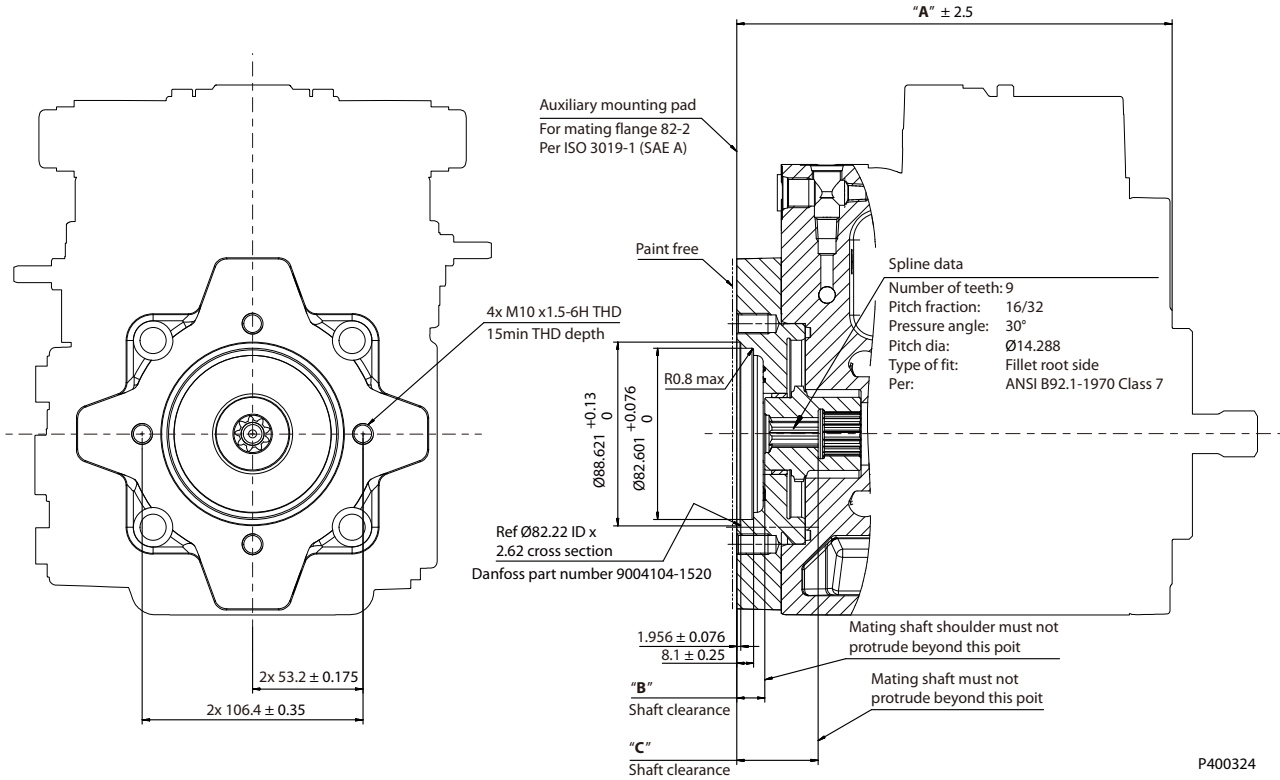 "A" ± 2.5
Auxiliary mounting pad
For mating flange 82-2
Per ISO 3019-1 (SAE A)
Paint free
Spline data
Number of teeth: 9
Pitch fraction: 16/32
Pressure angle: 30°
Pitch dia: Ø14.288
Type of fit: Fillet root side
Per: ANSI B92.1-1970 Class 7
4x M10 x1.5-6H THD
15min THD depth
R0.8 max
Ø88.621 +0.13 0
Ø82.601 +0.076 0
Ref Ø82.22 ID x
2.62 cross section
Danfoss part number 9004104-1520
1.956 ± 0.076
8.1 ± 0.25
Mating shaft shoulder must not
protrude beyond this poit
2x 53.2 ± 0.175
2x 106.4 ± 0.35
"B"
Shaft clearance
Mating shaft must not
protrude beyond this poit
"C"
Shaft clearance
P400324